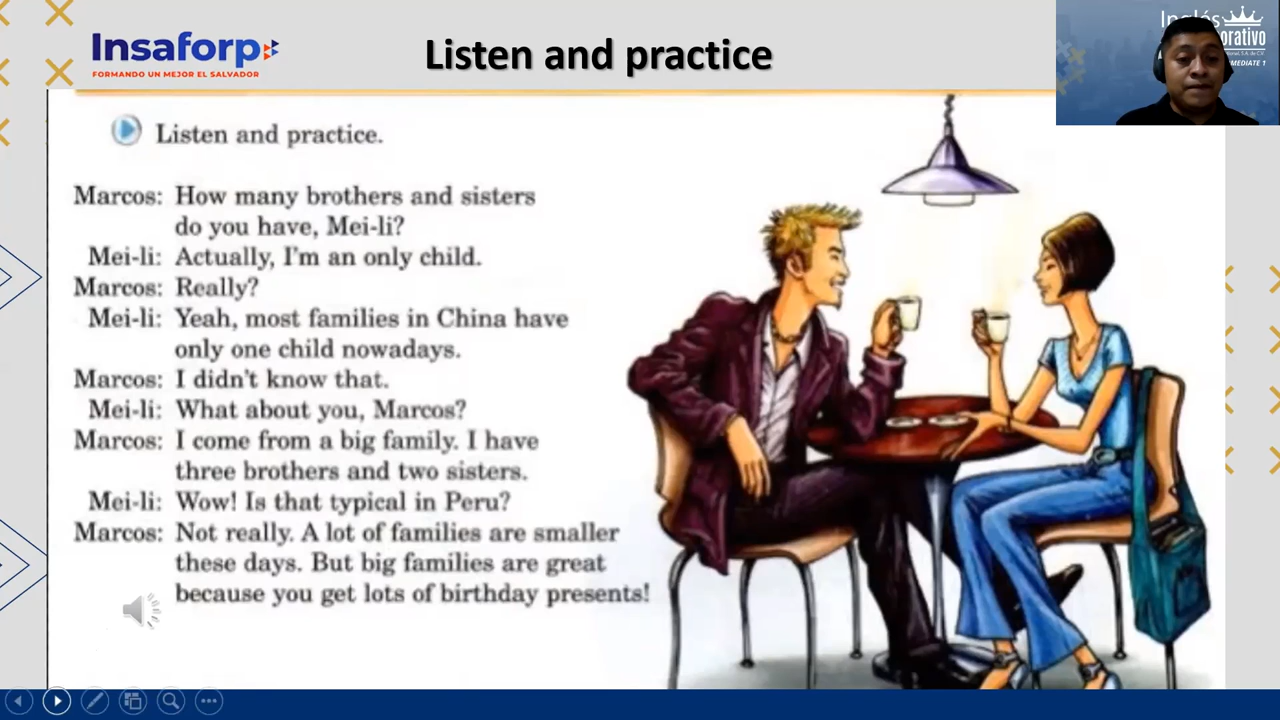 Insaforp
FORMANDO UN MEJOR EL SALVADOR
Listen and practice
Listen and practice.
Marcos: How many brothers and sisters
do you have, Mei-li?
Mei-li: Actually, I'm an only child.
Marcos: Really?
Mei-li: Yeah, most families in China have
only one child nowadays.
Marcos: I didn't know that.
Mei-li: What about you, Marcos?
Marcos: I come from a big family. I have
three brothers and two sisters.
Mei-li: Wow! Is that typical in Peru?
Marcos: Not really. A lot of families are smaller
these days. But big families are great
because you get lots of birthday presents!